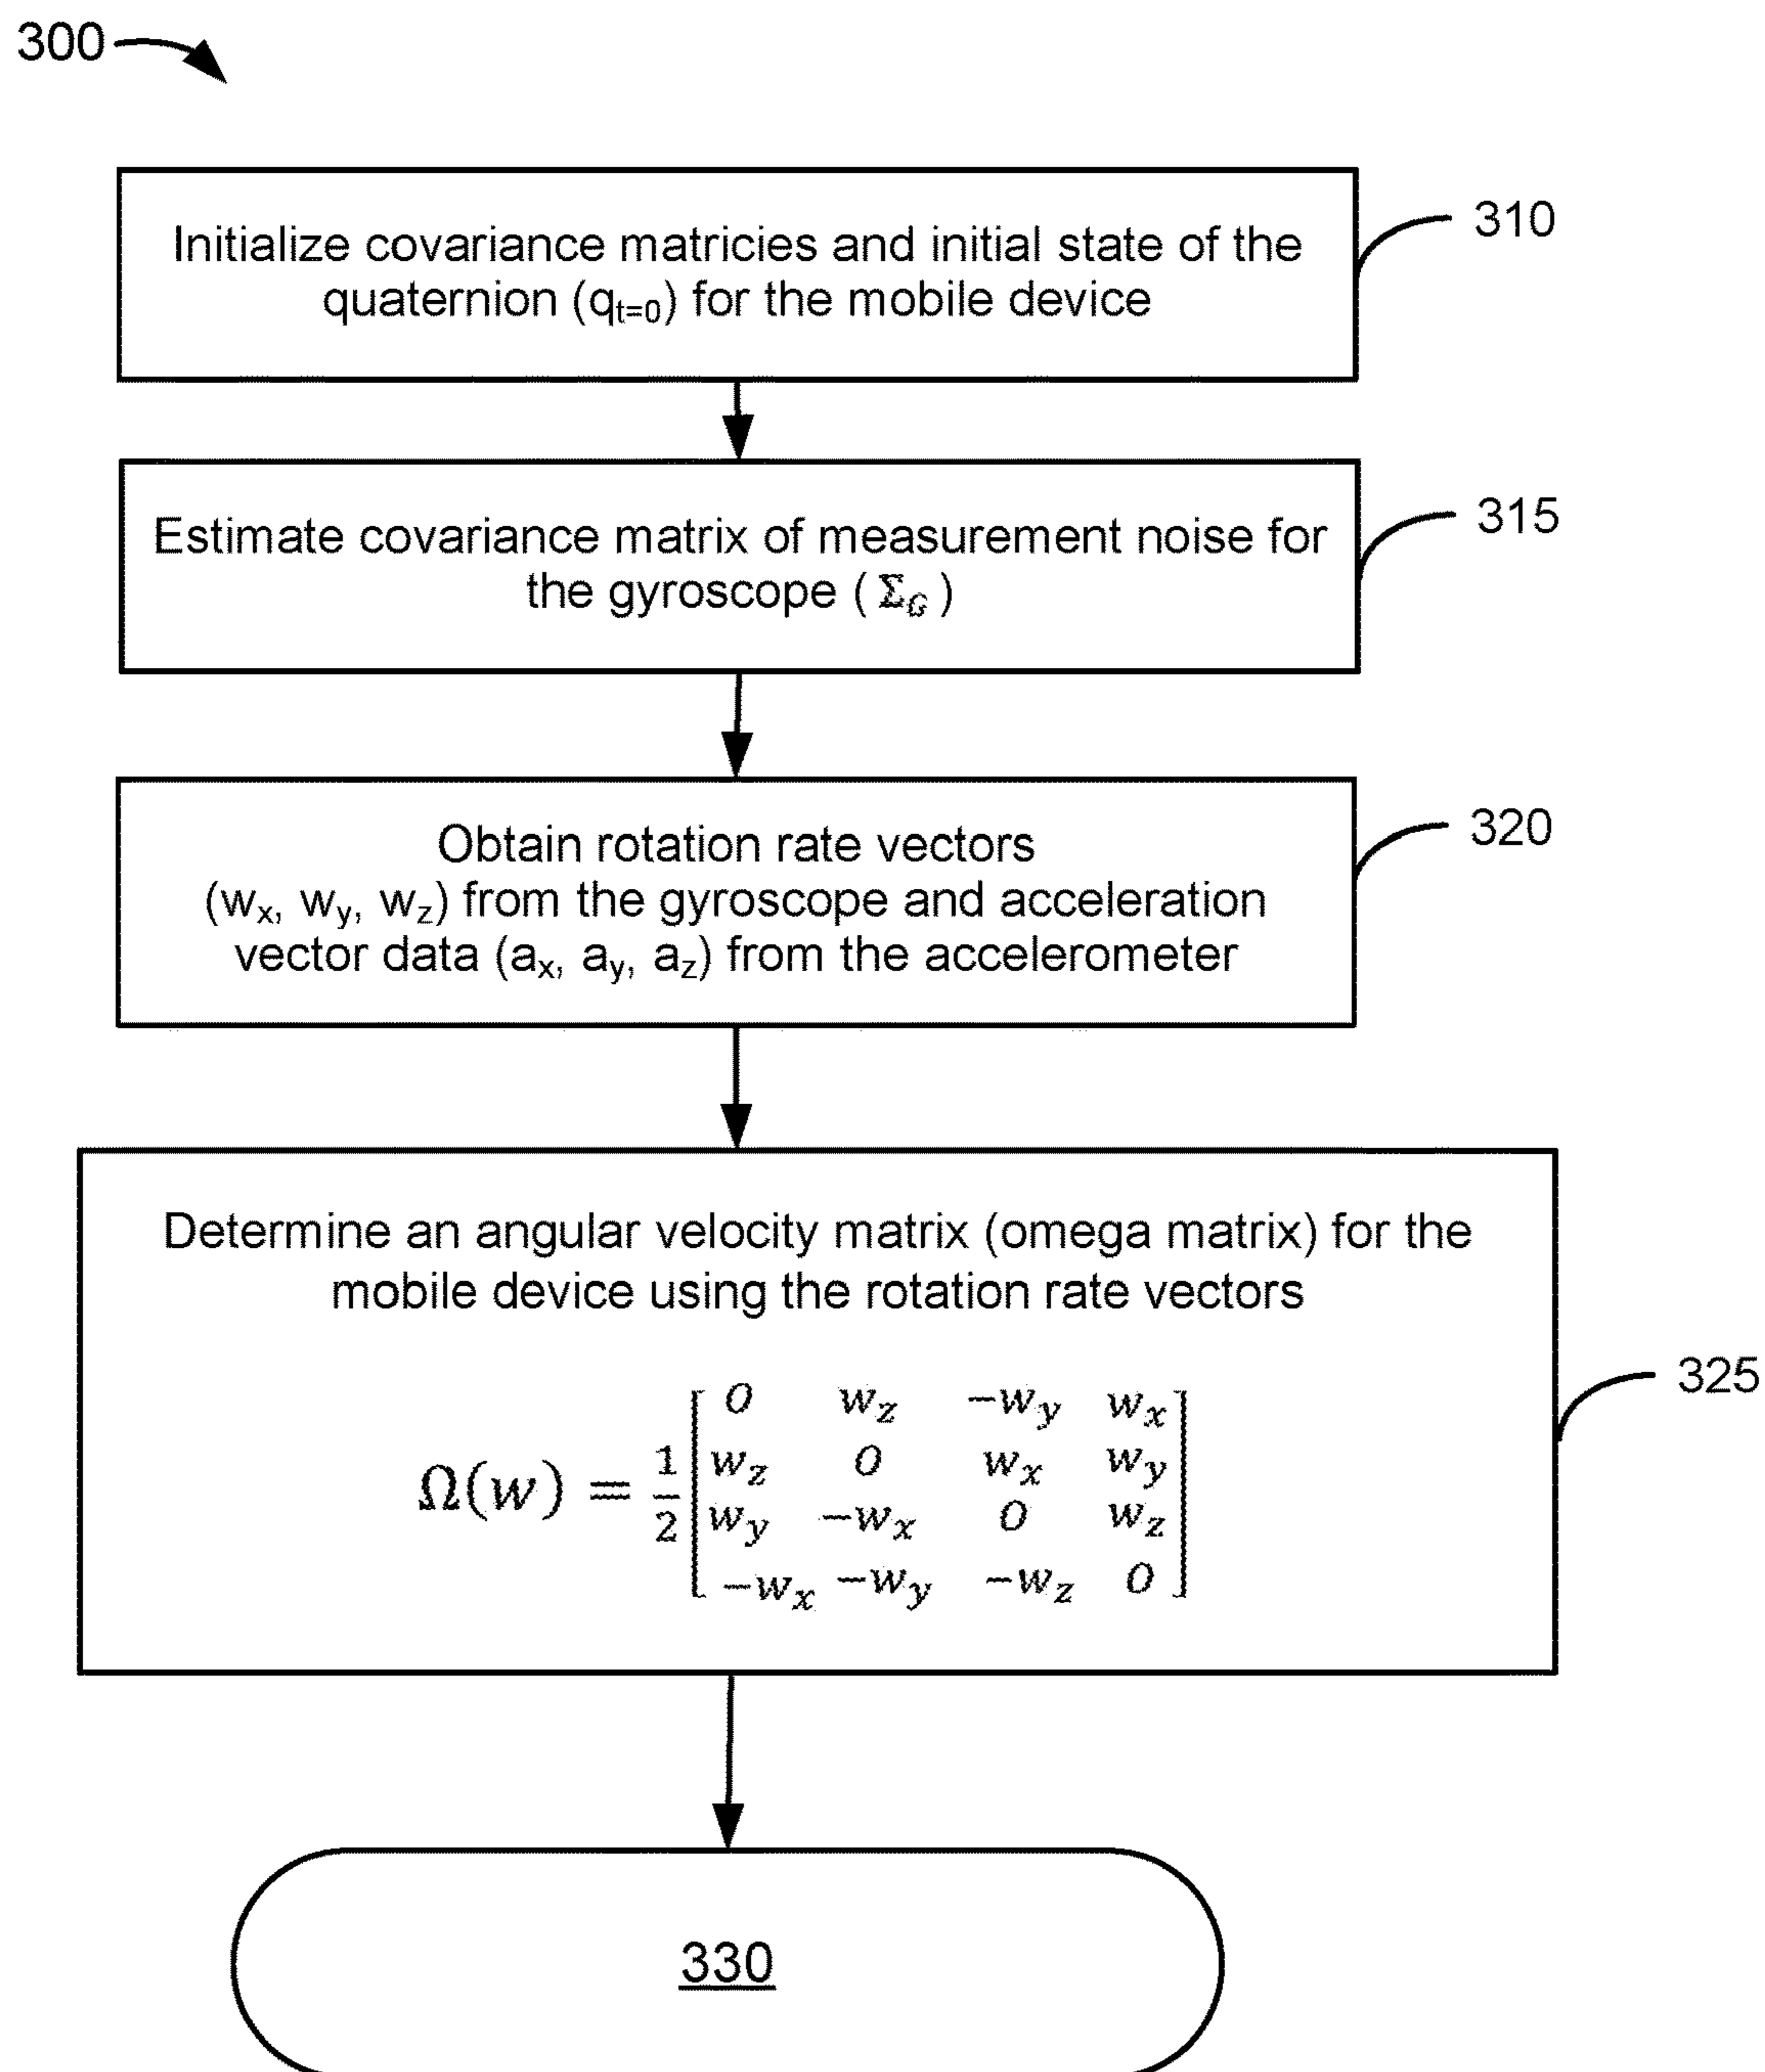 300
Initialize covariance matricies and initial state of the
quaternion (qt=0) for the mobile device
310
Estimate covariance matrix of measurement noise for
the gyroscope ( ΣG )
315
Obtain rotation rate vectors
(wx, wy, wz) from the gyroscope and acceleration
vector data (ax, ay, az) from the accelerometer
320
Determine an angular velocity matrix (omega matrix) for the
mobile device using the rotation rate vectors
Ω(w) = 1/2 [
0 wz −wy wx
wz 0 wx wy
wy −wx 0 wz
−wx −wy −wz 0 ]
325
330